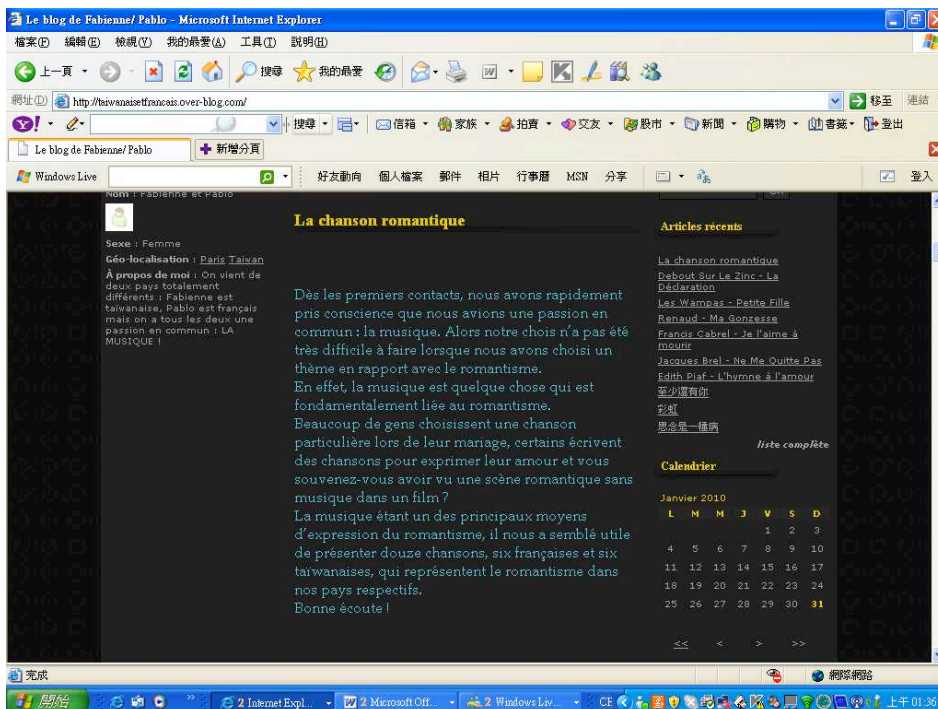 Le blog de Fabienne/ Pablo - Microsoft Internet Explorer
檔案(F) 編輯(E) 檢視(V) 我的最愛(A) 工具(T) 說明(H)
上一頁 搜尋 我的最愛
網址(D) http://taiwanaisetfrancais.over-blog.com/ 移至 連結
Y! 搜尋 信箱 家族 拍賣 交友 股市 新聞 購物 書籤 登出
Le blog de Fabienne/ Pablo 新增分頁
Windows Live 好友動向 個人檔案 郵件 相片 行事曆 MSN 分享 登入
Nom : Fabienne et Pablo
Sexe : Femme
Géo-localisation : Paris Taiwan
À propos de moi : On vient de
deux pays totalement
différents : Fabienne est
taïwanaise, Pablo est français
mais on a tous les deux une
passion en commun : LA
MUSIQUE !
La chanson romantique
Dès les premiers contacts, nous avons rapidement
pris conscience que nous avions une passion en
commun : la musique. Alors notre chois n'a pas été
très difficile à faire lorsque nous avons choisi un
thème en rapport avec le romantisme.
En effet, la musique est quelque chose qui est
fondamentalement liée au romantisme.
Beaucoup de gens choisissent une chanson
particulière lors de leur mariage, certains écrivent
des chansons pour exprimer leur amour et vous
souvenez-vous avoir vu une scène romantique sans
musique dans un film ?
La musique étant un des principaux moyens
d'expression du romantisme, il nous a semblé utile
de présenter douze chansons, six françaises et six
taïwanaises, qui représentent le romantisme dans
nos pays respectifs.
Bonne écoute !
Articles récents
La chanson romantique
Debout Sur Le Zinc - La
Déclaration
Les Wampas - Petite Fille
Renaud - Ma Gonzesse
Francis Cabrel - Je l'aime à
mourir
Jacques Brel - Ne Me Quitte Pas
Edith Piaf - L'hymne à l'amour
至少還有你
彩虹
思念是一種病
liste complète
Calendrier
Janvier 2010
L M M J V S D
1 2 3
4 5 6 7 8 9 10
11 12 13 14 15 16 17
18 19 20 21 22 23 24
25 26 27 28 29 30 31
<< < > >>
完成 網際網路
開始 2 Internet Expl... 2 Microsoft Off... 2 Windows Liv... CH 上午 01:36